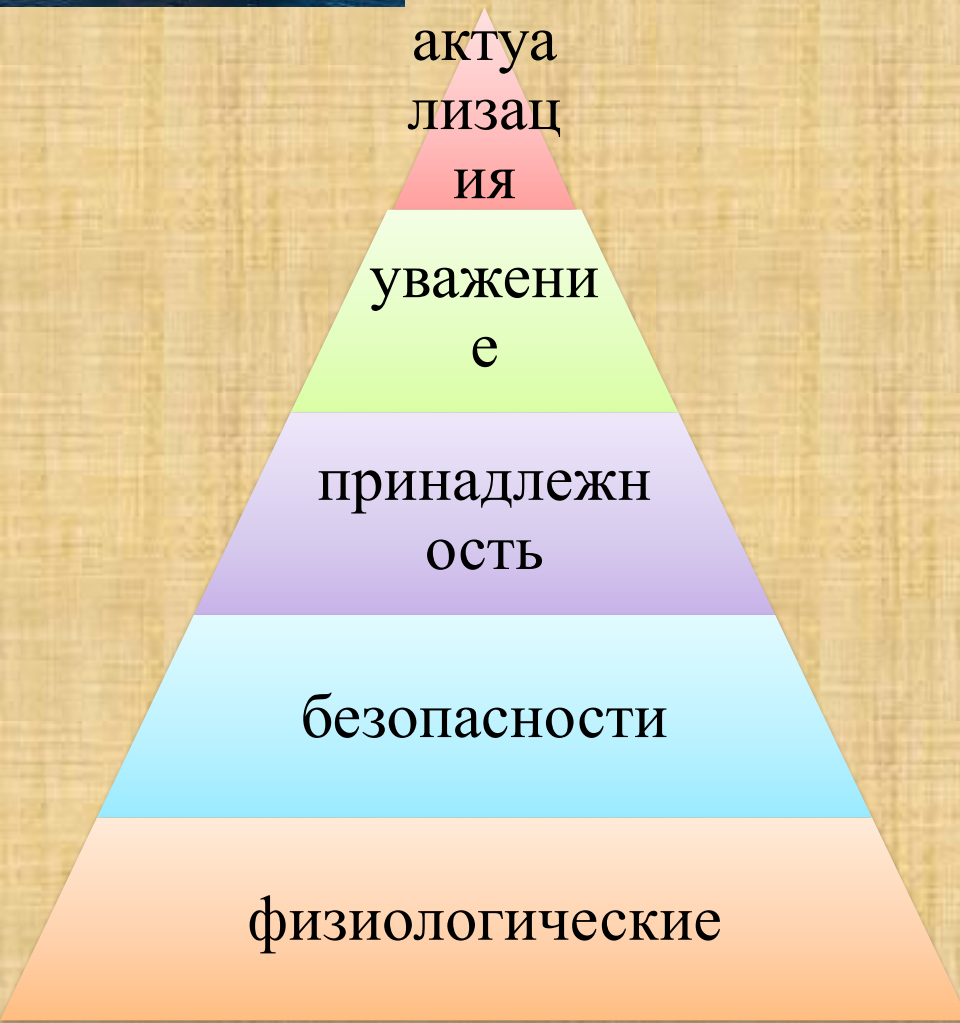 актуа
лизац
ия
уважени
е
принадлежн
ость
безопасности
физиологические